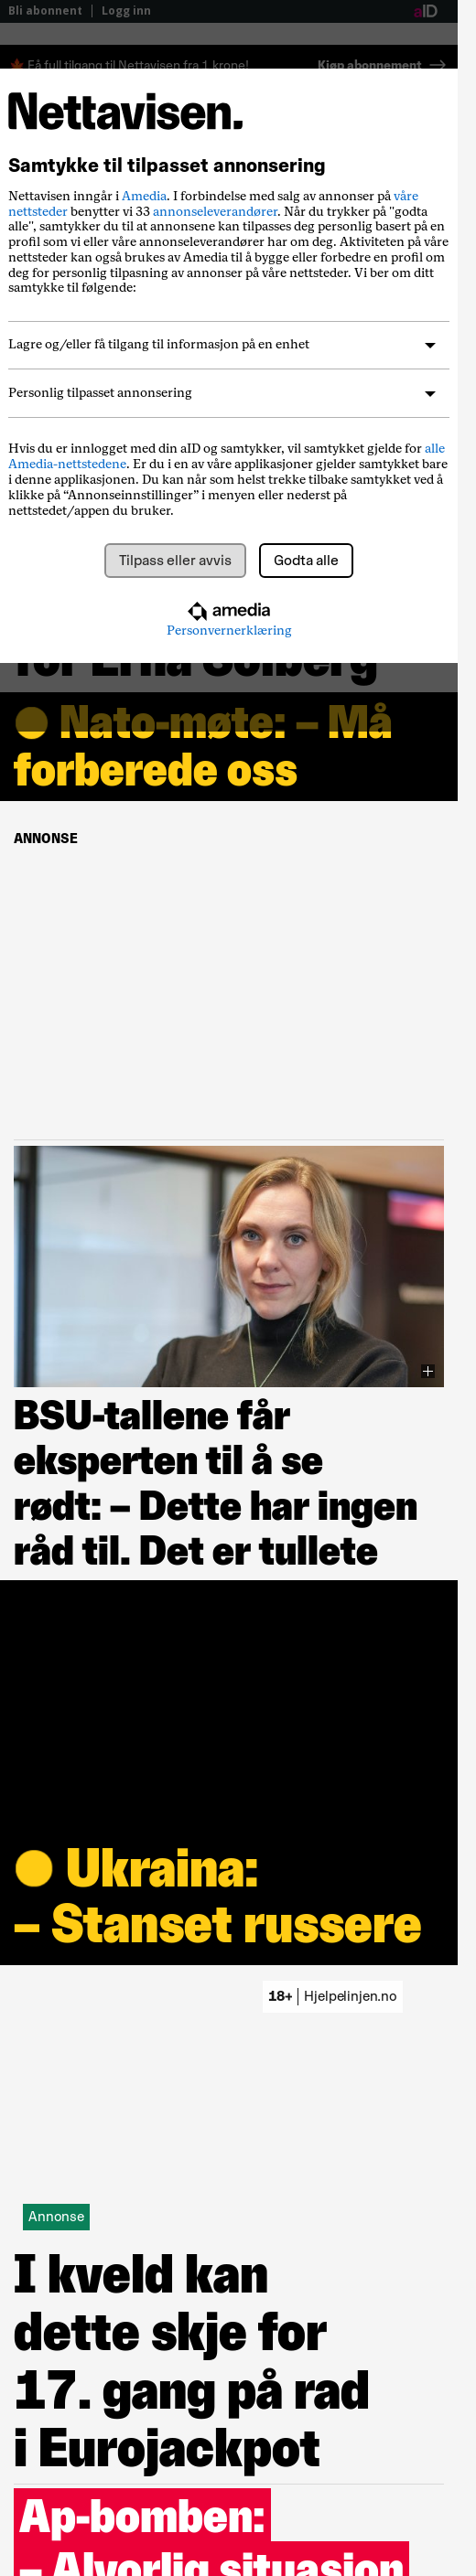 Bli abonnent | Logg inn aID
🍁 Få full tilgang til Nettavisen fra 1 krone! Kjøp abonnement →
Nettavisen.
Samtykke til tilpasset annonsering
Nettavisen inngår i Amedia. I forbindelse med salg av annonser på våre
nettsteder benytter vi 33 annonseleverandører. Når du trykker på "godta
alle", samtykker du til at annonsene kan tilpasses deg personlig basert på en
profil som vi eller våre annonseleverandører har om deg. Aktiviteten på våre
nettsteder kan også brukes av Amedia til å bygge eller forbedre en profil om
deg for personlig tilpasning av annonser på våre nettsteder. Vi ber om ditt
samtykke til følgende:
Lagre og/eller få tilgang til informasjon på en enhet
Personlig tilpasset annonsering
Hvis du er innlogget med din aID og samtykker, vil samtykket gjelde for alle
Amedia-nettstedene. Er du i en av våre applikasjoner gjelder samtykket bare
i denne applikasjonen. Du kan når som helst trekke tilbake samtykket ved å
klikke på “Annonseinnstillinger” i menyen eller nederst på
nettstedet/appen du bruker.
Tilpass eller avvis Godta alle
amedia
Personvernerklæring
for Erna Solberg
Nato-møte: – Må
forberede oss
ANNONSE
BSU-tallene får
eksperten til å se
rødt: – Dette har ingen
råd til. Det er tullete
Ukraina:
– Stanset russere
18+ | Hjelpelinjen.no
Annonse
I kveld kan
dette skje for
17. gang på rad
i Eurojackpot
Ap-bomben:
– Alvorlig situasjon